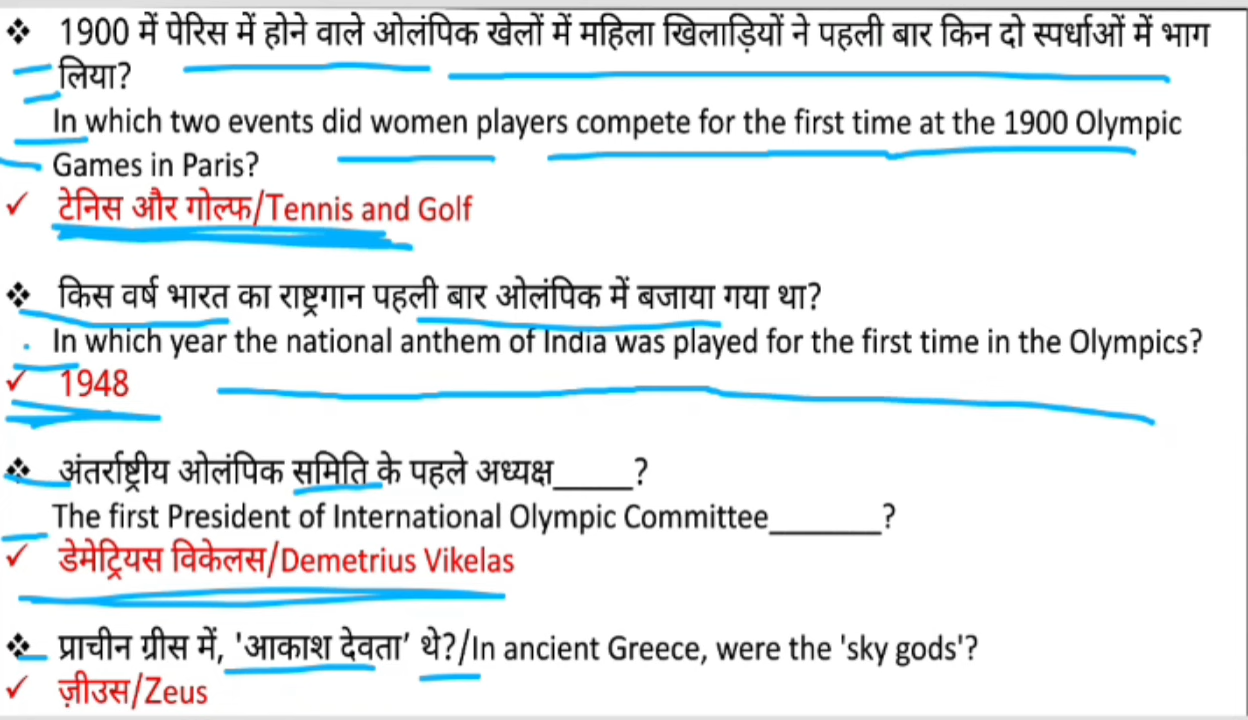 ❖ 1900 में पेरिस में होने वाले ओलंपिक खेलों में महिला खिलाड़ियों ने पहली बार किन दो स्पर्धाओं में भाग
लिया?
In which two events did women players compete for the first time at the 1900 Olympic
Games in Paris?
✓ टेनिस और गोल्फ/Tennis and Golf
❖ किस वर्ष भारत का राष्ट्रगान पहली बार ओलंपिक में बजाया गया था?
In which year the national anthem of India was played for the first time in the Olympics?
✓ 1948
❖ अंतर्राष्ट्रीय ओलंपिक समिति के पहले अध्यक्ष_____?
The first President of International Olympic Committee_______?
✓ डेमेट्रियस विकेलस/Demetrius Vikelas
❖ प्राचीन ग्रीस में, 'आकाश देवता’ थे?/In ancient Greece, were the 'sky gods'?
✓ ज़ीउस/Zeus